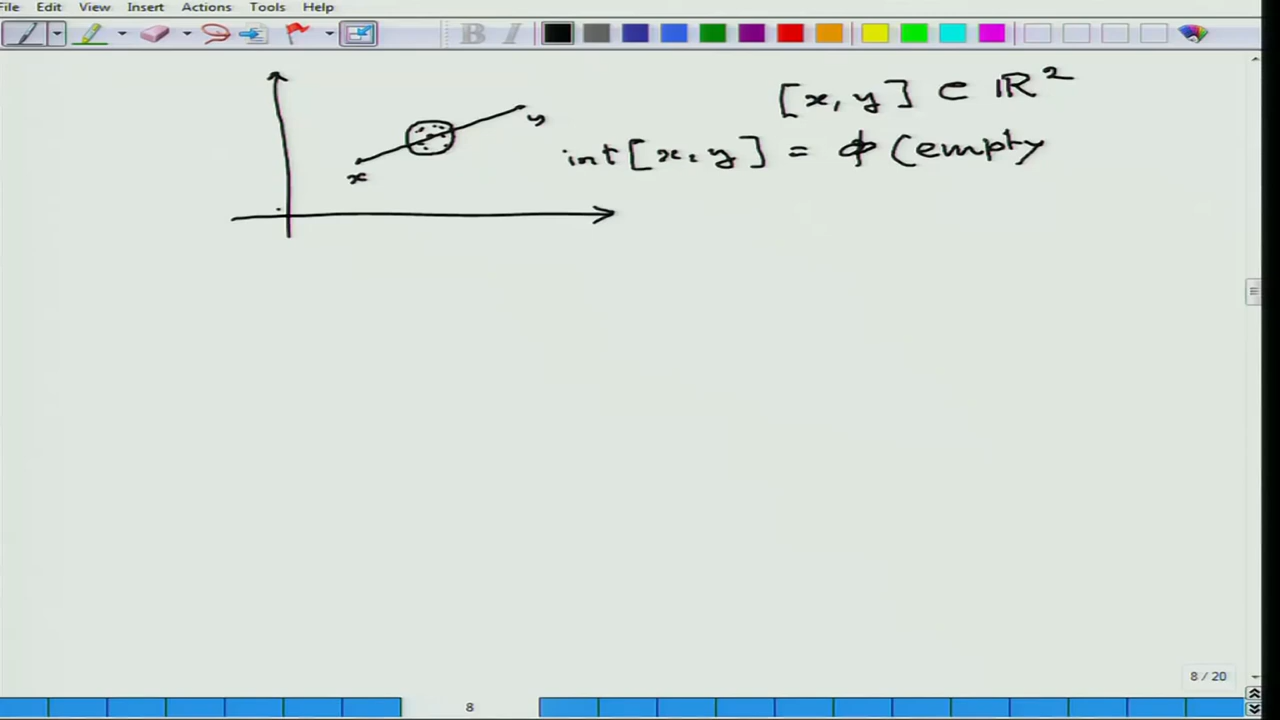 File Edit View Insert Actions Tools Help
B I
[x, y] ⊂ ℝ²
y
int[x, y] = φ (empty
x
8 / 20
8